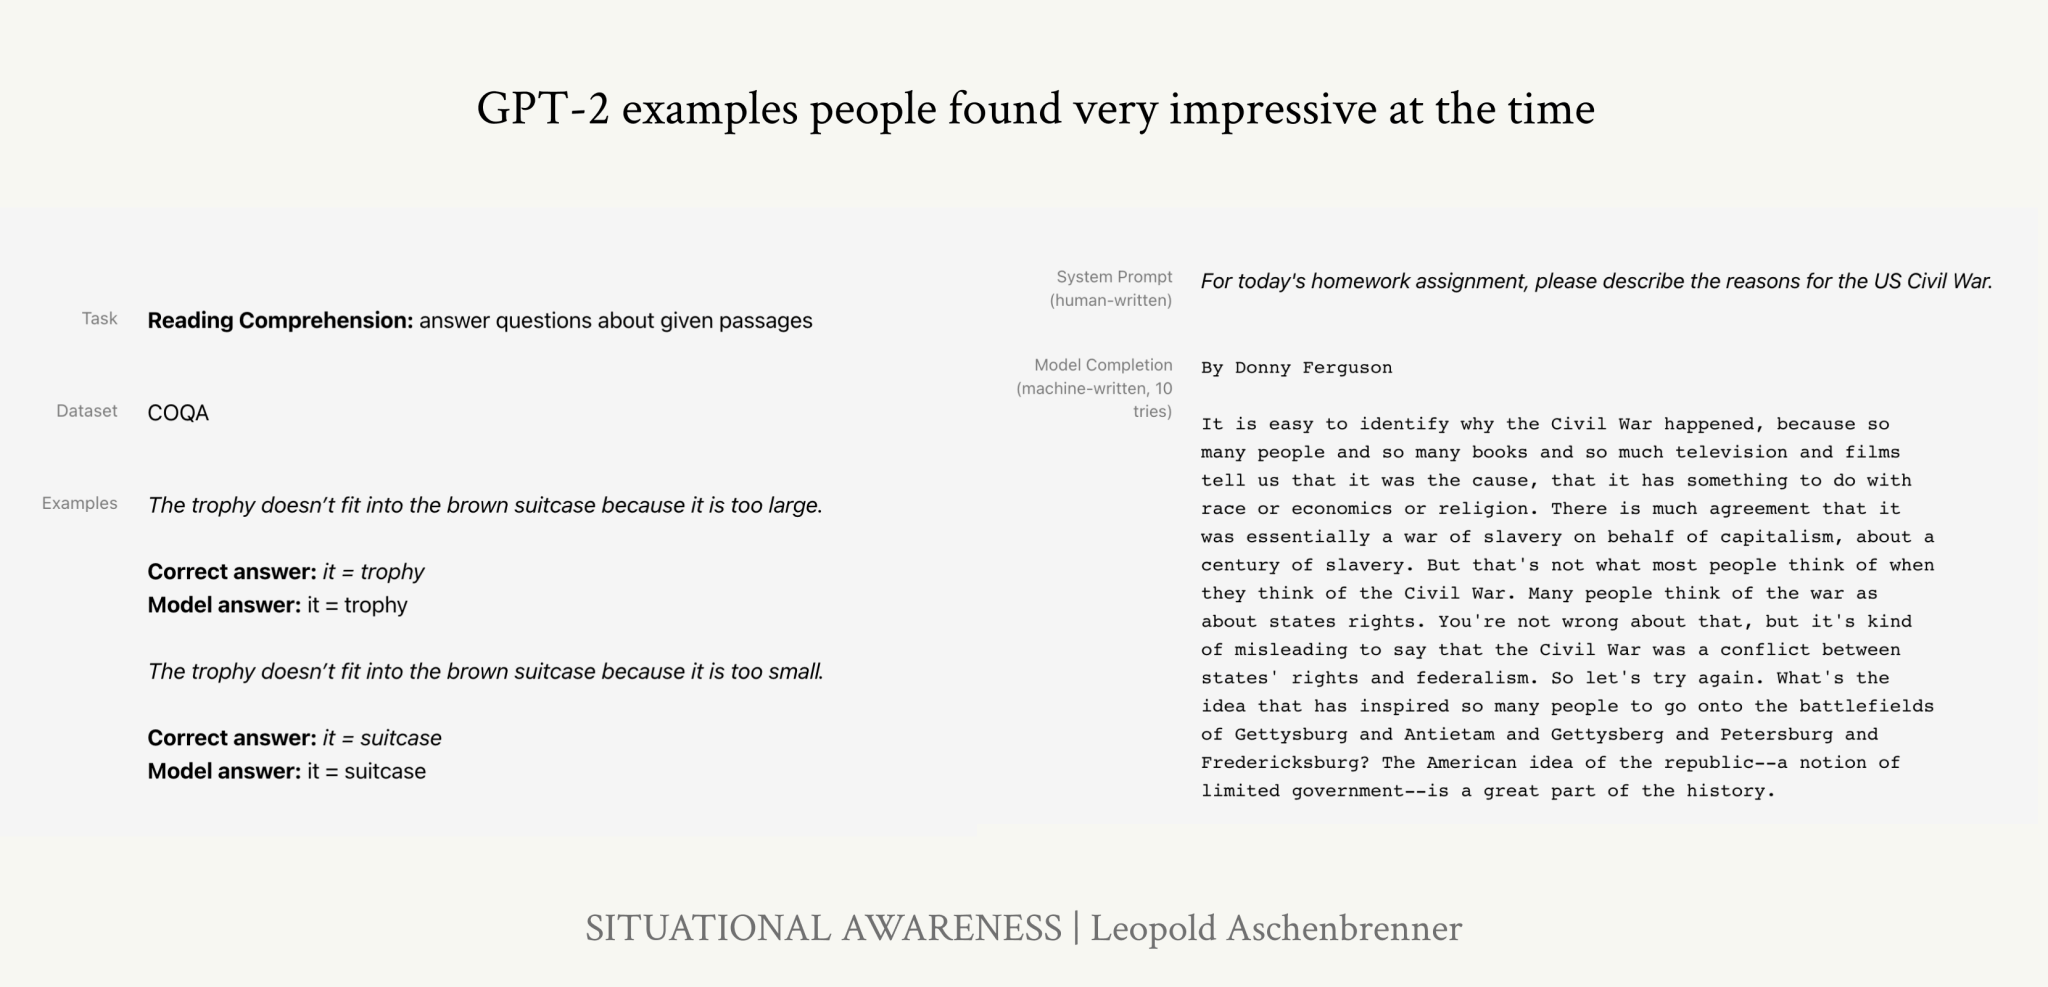 GPT-2 examples people found very impressive at the time
Task
Reading Comprehension: answer questions about given passages
Dataset
COQA
Examples
The trophy doesn’t fit into the brown suitcase because it is too large.
Correct answer: it = trophy
Model answer: it = trophy
The trophy doesn’t fit into the brown suitcase because it is too small.
Correct answer: it = suitcase
Model answer: it = suitcase
System Prompt
(human-written)
For today's homework assignment, please describe the reasons for the US Civil War.
Model Completion
(machine-written, 10
tries)
By Donny Ferguson
It is easy to identify why the Civil War happened, because so
many people and so many books and so much television and films
tell us that it was the cause, that it has something to do with
race or economics or religion. There is much agreement that it
was essentially a war of slavery on behalf of capitalism, about a
century of slavery. But that's not what most people think of when
they think of the Civil War. Many people think of the war as
about states rights. You're not wrong about that, but it's kind
of misleading to say that the Civil War was a conflict between
states' rights and federalism. So let's try again. What's the
idea that has inspired so many people to go onto the battlefields
of Gettysburg and Antietam and Gettysberg and Petersburg and
Fredericksburg? The American idea of the republic--a notion of
limited government--is a great part of the history.
SITUATIONAL AWARENESS | Leopold Aschenbrenner